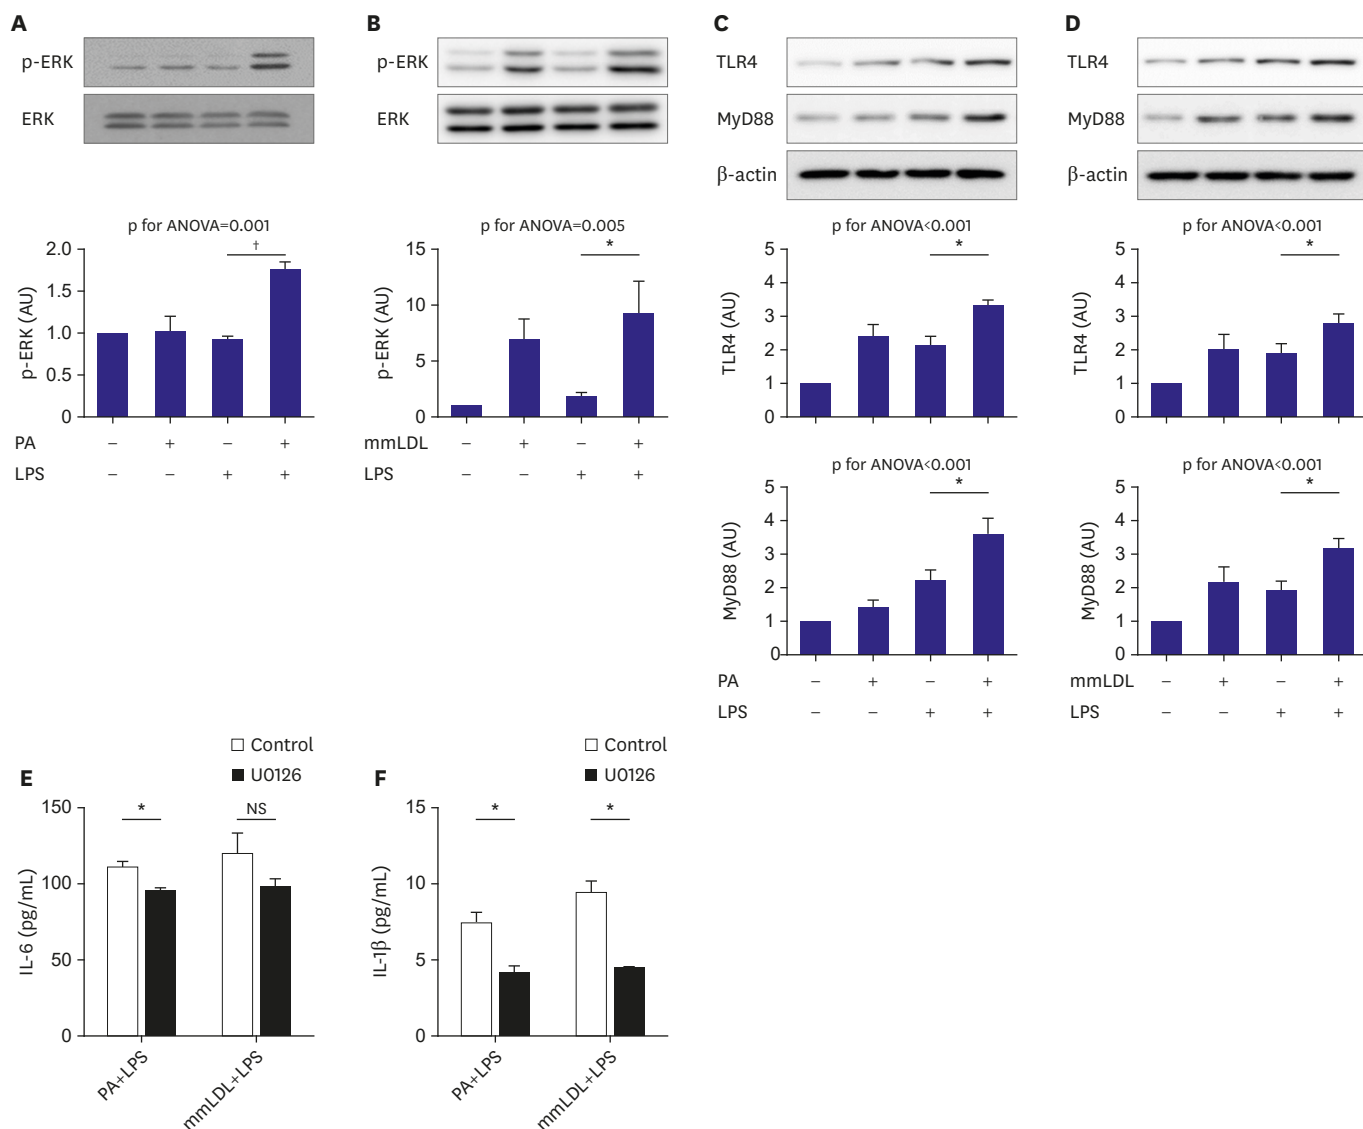 A
p-ERK
ERK
p for ANOVA=0.001
†
p-ERK (AU)
2.0
1.5
1.0
0.5
0
PA − + − +
LPS − − + +
B
p-ERK
ERK
p for ANOVA=0.005
*
p-ERK (AU)
15
10
5
0
mmLDL − + − +
LPS − − + +
C
TLR4
MyD88
β-actin
p for ANOVA<0.001
*
TLR4 (AU)
5
4
3
2
1
0
p for ANOVA<0.001
*
MyD88 (AU)
5
4
3
2
1
0
PA − + − +
LPS − − + +
D
TLR4
MyD88
β-actin
p for ANOVA<0.001
*
TLR4 (AU)
5
4
3
2
1
0
p for ANOVA<0.001
*
MyD88 (AU)
5
4
3
2
1
0
mmLDL − + − +
LPS − − + +
E
Control
U0126
* NS
IL-6 (pg/mL)
150
100
50
0
PA+LPS
mmLDL+LPS
F
Control
U0126
* *
IL-1β (pg/mL)
15
10
5
0
PA+LPS
mmLDL+LPS